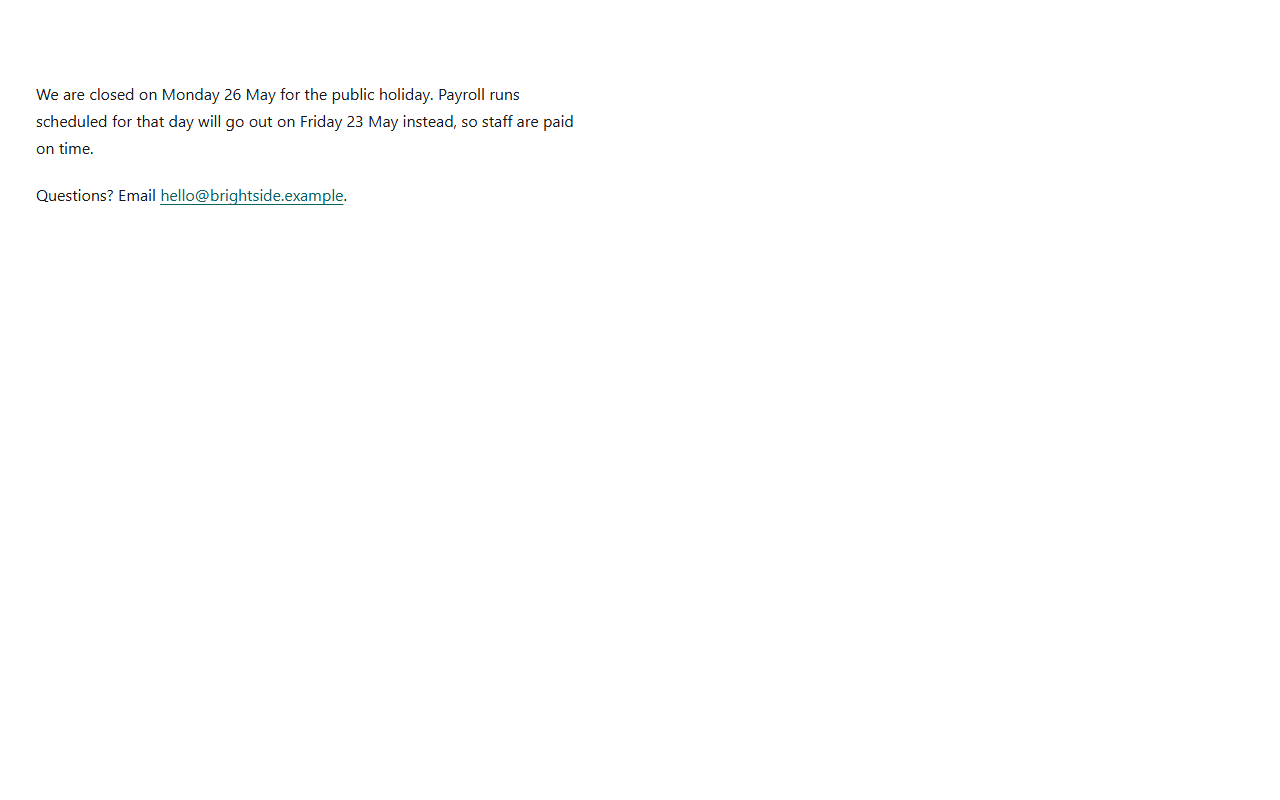 We are closed on Monday 26 May for the public holiday. Payroll runs
scheduled for that day will go out on Friday 23 May instead, so staff are paid
on time.
Questions? Email hello@brightside.example.